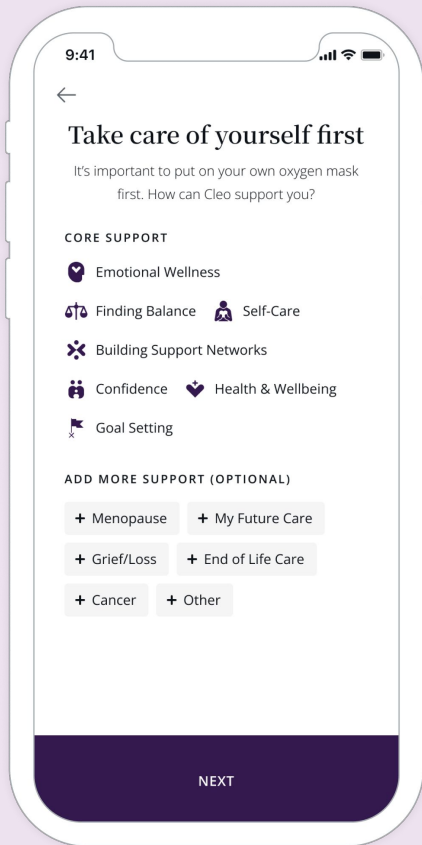 9:41
Take care of yourself first
It's important to put on your own oxygen mask
first. How can Cleo support you?
CORE SUPPORT
Emotional Wellness
Finding Balance Self-Care
Building Support Networks
Confidence Health & Wellbeing
Goal Setting
ADD MORE SUPPORT (OPTIONAL)
+ Menopause + My Future Care
+ Grief/Loss + End of Life Care
+ Cancer + Other
NEXT